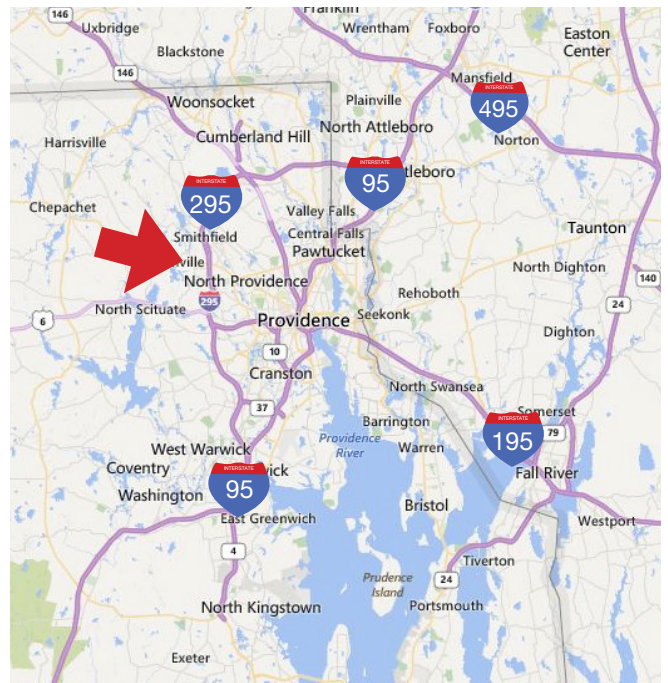 Franklin
146
Uxbridge
Wrentham
Foxboro
Easton
Center
Blackstone
146
Mansfield
Woonsocket
Plainville
INTERSTATE
495
Cumberland Hill
North Attleboro
Norton
Harrisville
INTERSTATE
95
ttleboro
INTERSTATE
295
Chepachet
Valley Falls
Taunton
Smithfield
Central Falls
Pawtucket
ville
North Dighton
North Providence
140
295
Rehoboth
24
North Scituate
Seekonk
6
Providence
Dighton
10
Cranston
North Swansea
37
Barrington
Somerset
INTERSTATE
195
79
Providence
River
West Warwick
Warren
Coventry
INTERSTATE
95
wick
Fall River
Washington
Bristol
East Greenwich
Westport
4
Tiverton
Prudence
Island
24
North Kingstown
Portsmouth
Exeter